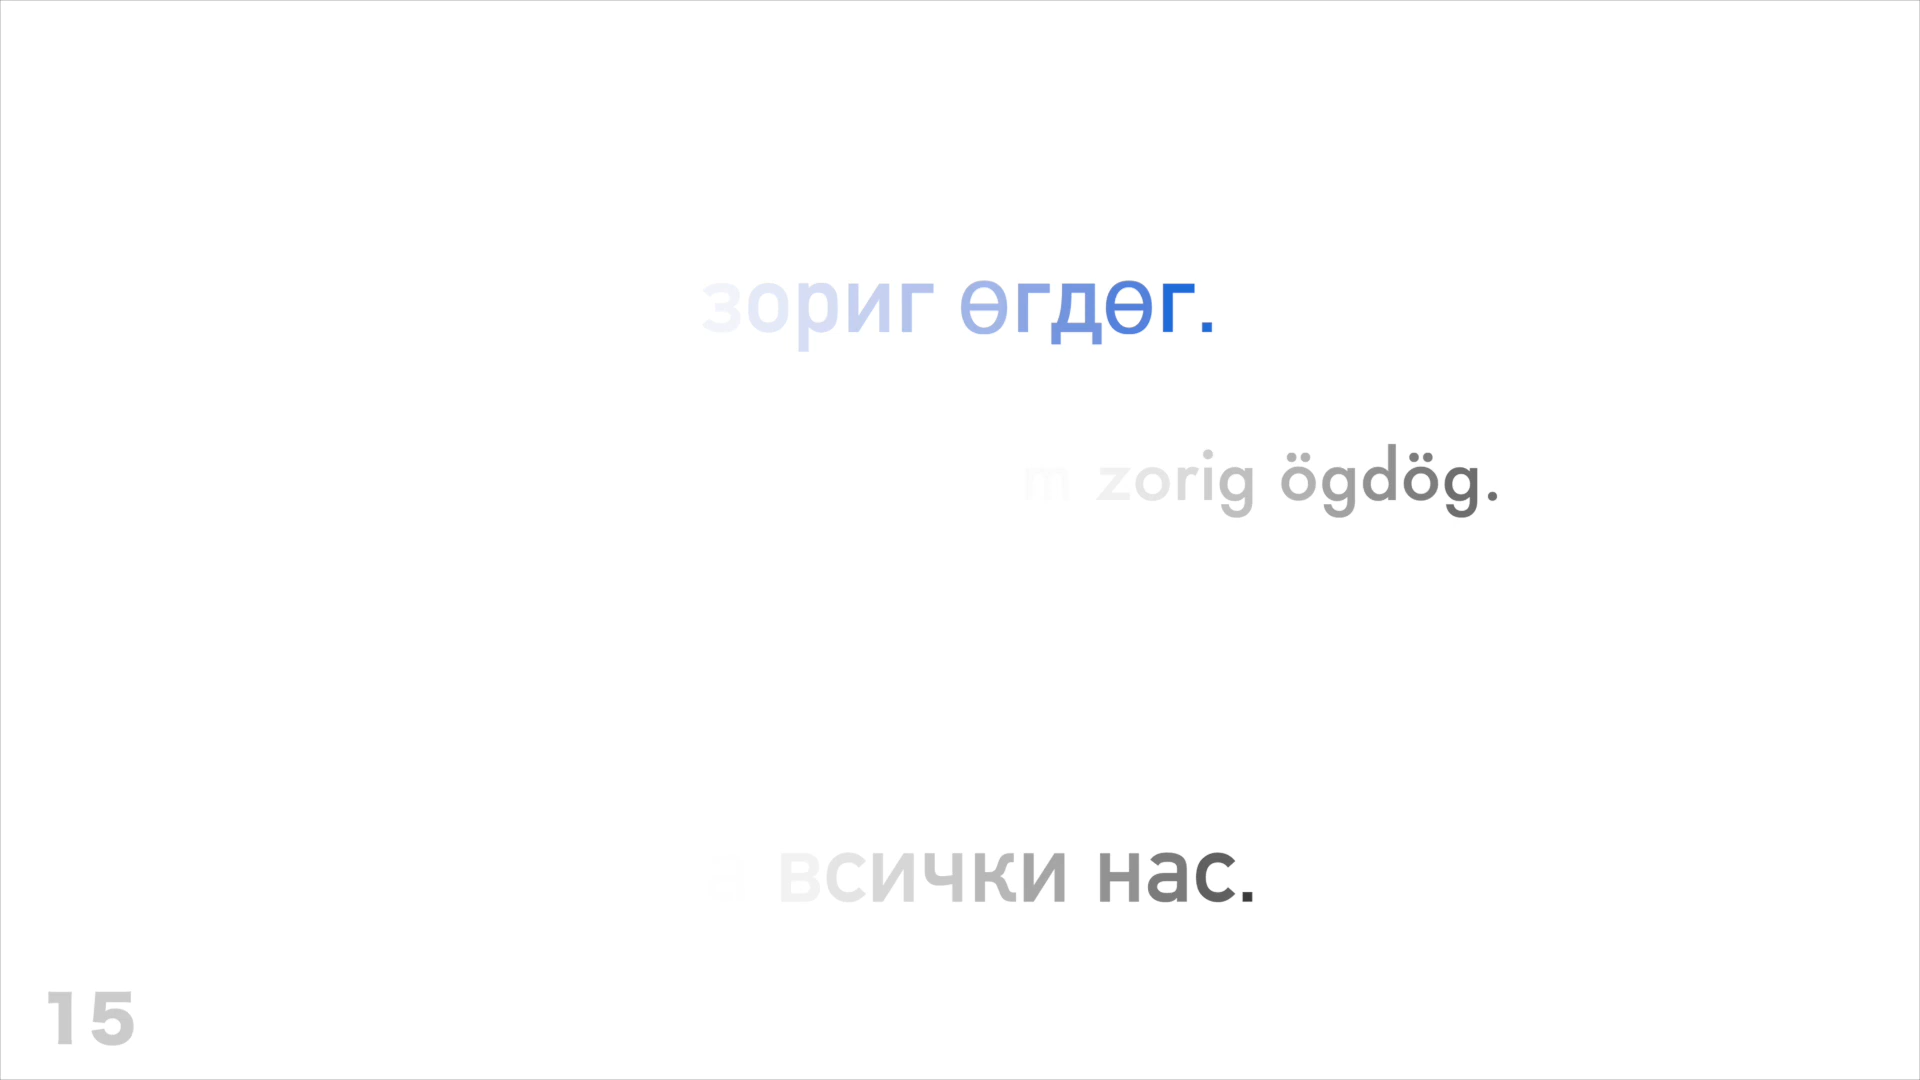 зориг өгдөг.
m zorig ögdög.
а всички нас.
15